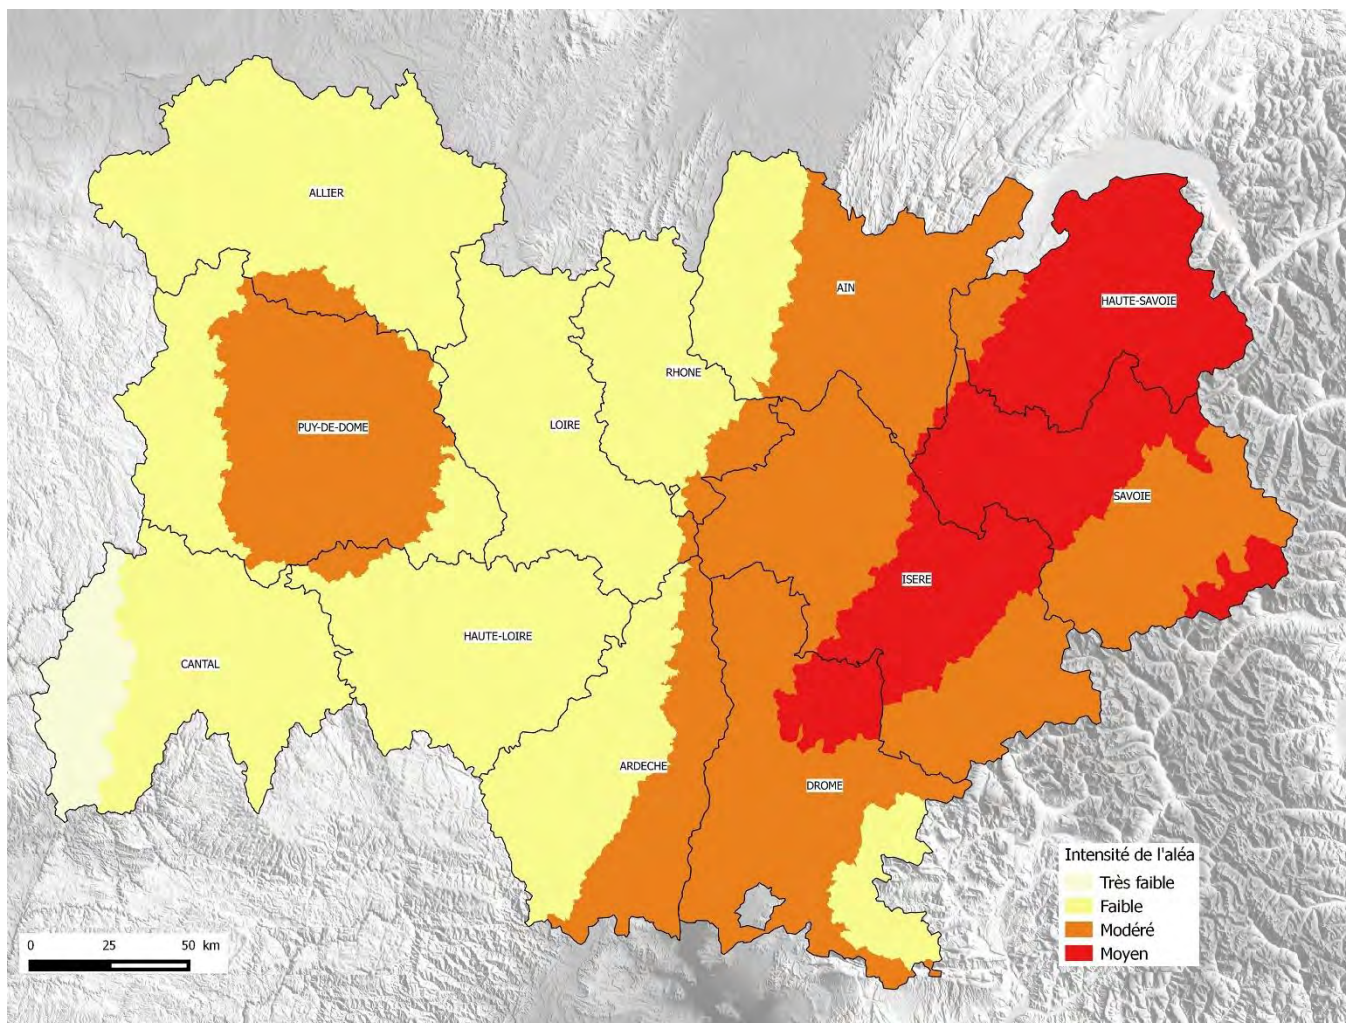 ALLIER
AIN
HAUTE-SAVOIE
RHONE
PUY-DE-DOME
LOIRE
SAVOIE
ISERE
HAUTE-LOIRE
CANTAL
ARDECHE
DROME
Intensité de l'aléa
Très faible
Faible
Modéré
Moyen
0 25 50 km